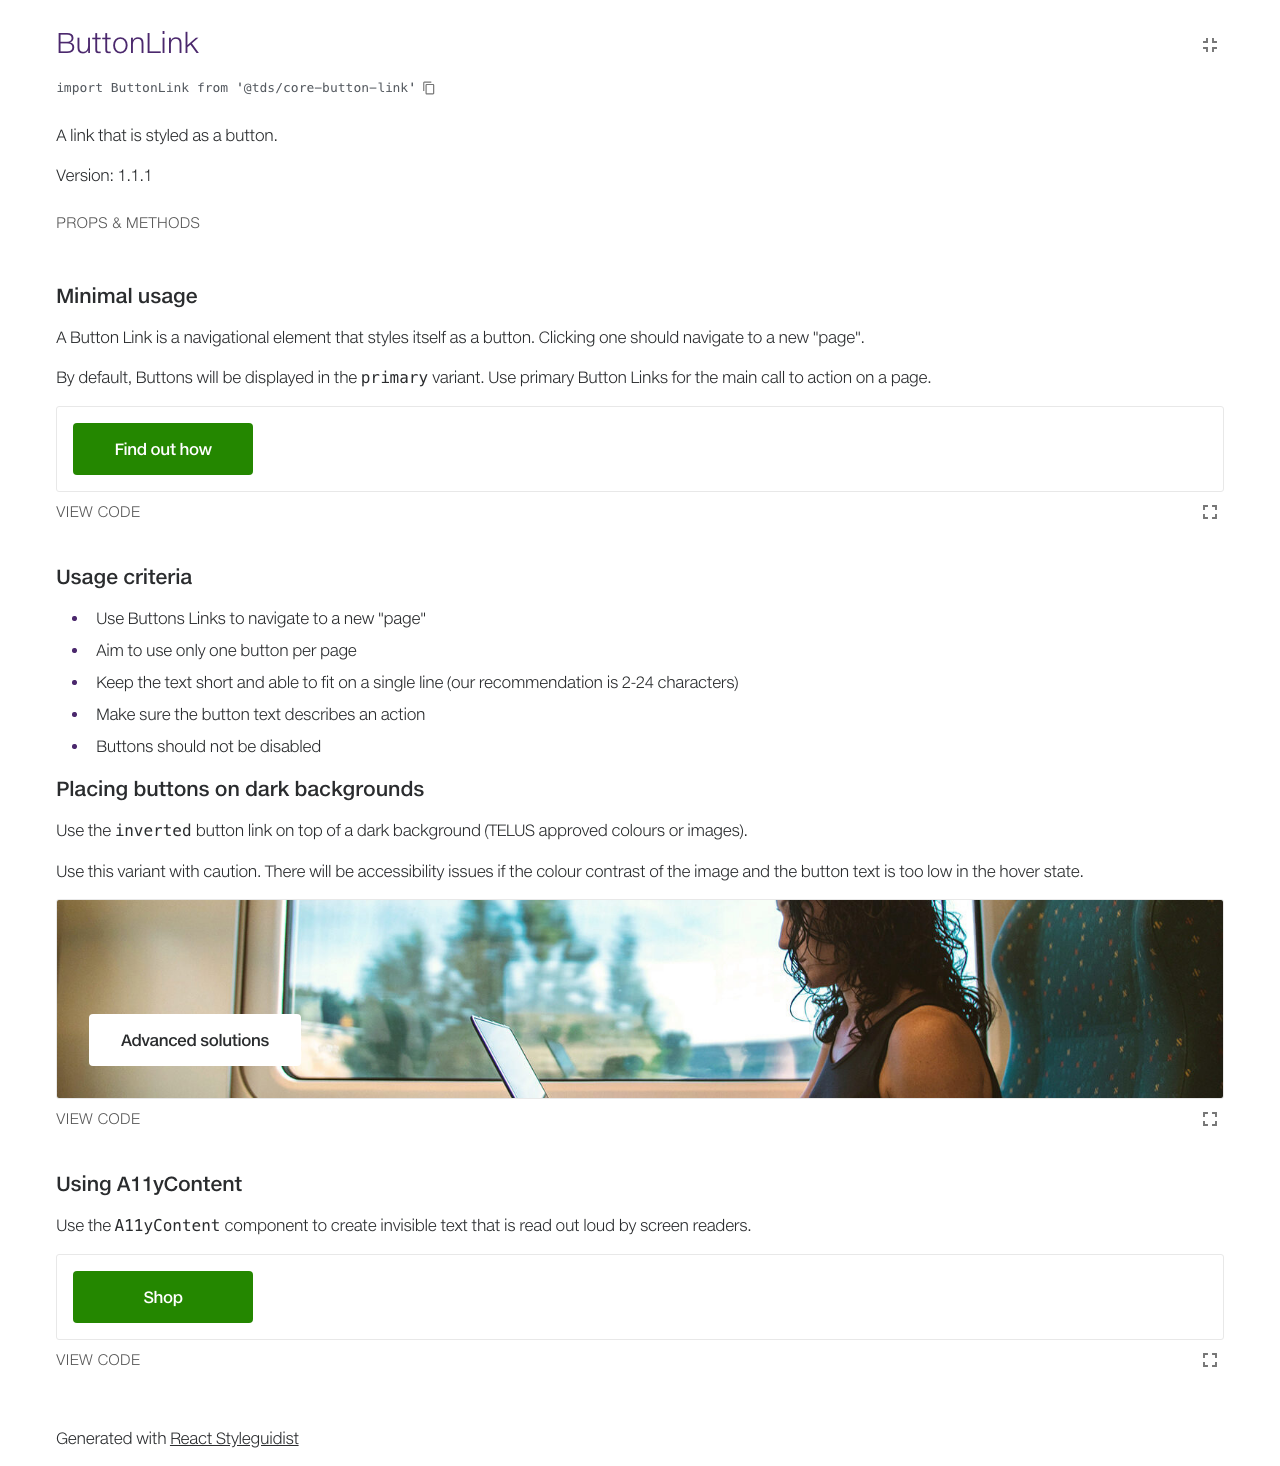 ButtonLink
import ButtonLink from '@tds/core-button-link'
A link that is styled as a button.
Version: 1.1.1
PROPS & METHODS
Minimal usage
A Button Link is a navigational element that styles itself as a button. Clicking one should navigate to a new "page".
By default, Buttons will be displayed in the primary variant. Use primary Button Links for the main call to action on a page.
Find out how
VIEW CODE
Usage criteria
Use Buttons Links to navigate to a new "page"
Aim to use only one button per page
Keep the text short and able to fit on a single line (our recommendation is 2-24 characters)
Make sure the button text describes an action
Buttons should not be disabled
Placing buttons on dark backgrounds
Use the inverted button link on top of a dark background (TELUS approved colours or images).
Use this variant with caution. There will be accessibility issues if the colour contrast of the image and the button text is too low in the hover state.
Advanced solutions
VIEW CODE
Using A11yContent
Use the A11yContent component to create invisible text that is read out loud by screen readers.
Shop
VIEW CODE
Generated with React Styleguidist